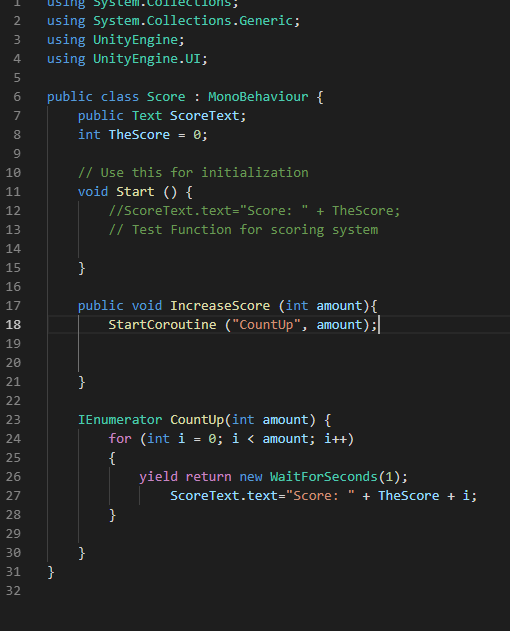 1 using System.Collections;
2 using System.Collections.Generic;
3 using UnityEngine;
4 using UnityEngine.UI;
5
6 public class Score : MonoBehaviour {
7     public Text ScoreText;
8     int TheScore = 0;
9
10     // Use this for initialization
11     void Start () {
12         //ScoreText.text="Score: " + TheScore;
13         // Test Function for scoring system
14
15     }
16
17     public void IncreaseScore (int amount){
18         StartCoroutine ("CountUp", amount);
19
20
21     }
22
23     IEnumerator CountUp(int amount) {
24         for (int i = 0; i < amount; i++)
25         {
26             yield return new WaitForSeconds(1);
27                 ScoreText.text="Score: " + TheScore + i;
28         }
29
30     }
31 }
32